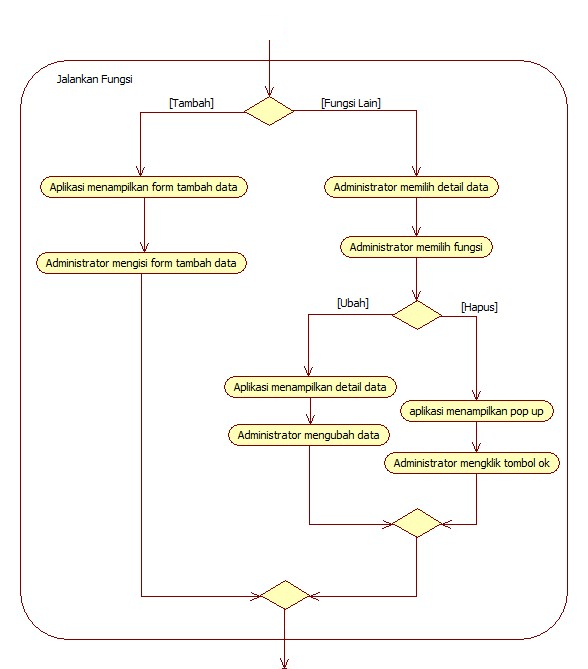 Jalankan Fungsi
[Tambah]
[Fungsi Lain]
Aplikasi menampilkan form tambah data
Administrator memilih detail data
Administrator mengisi form tambah data
Administrator memilih fungsi
[Ubah]
[Hapus]
Aplikasi menampilkan detail data
aplikasi menampilkan pop up
Administrator mengubah data
Administrator mengklik tombol ok